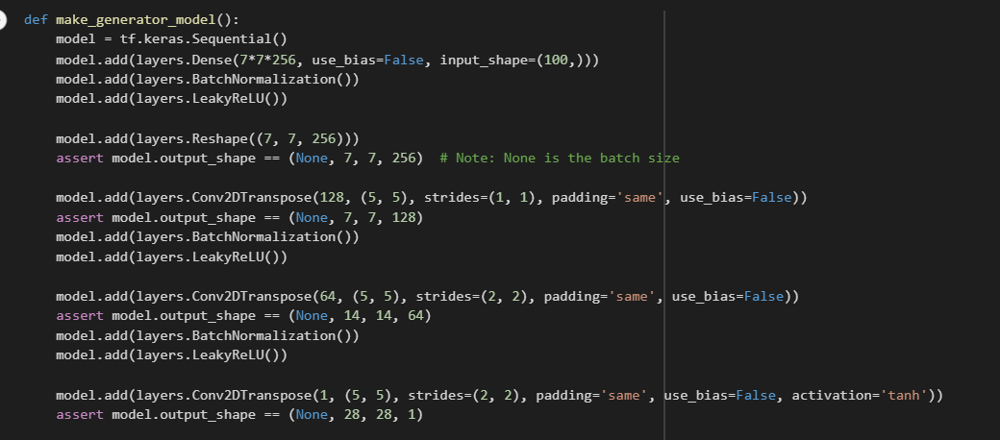 def make_generator_model():
    model = tf.keras.Sequential()
    model.add(layers.Dense(7*7*256, use_bias=False, input_shape=(100,)))
    model.add(layers.BatchNormalization())
    model.add(layers.LeakyReLU())

    model.add(layers.Reshape((7, 7, 256)))
    assert model.output_shape == (None, 7, 7, 256)  # Note: None is the batch size

    model.add(layers.Conv2DTranspose(128, (5, 5), strides=(1, 1), padding='same', use_bias=False))
    assert model.output_shape == (None, 7, 7, 128)
    model.add(layers.BatchNormalization())
    model.add(layers.LeakyReLU())

    model.add(layers.Conv2DTranspose(64, (5, 5), strides=(2, 2), padding='same', use_bias=False))
    assert model.output_shape == (None, 14, 14, 64)
    model.add(layers.BatchNormalization())
    model.add(layers.LeakyReLU())

    model.add(layers.Conv2DTranspose(1, (5, 5), strides=(2, 2), padding='same', use_bias=False, activation='tanh'))
    assert model.output_shape == (None, 28, 28, 1)